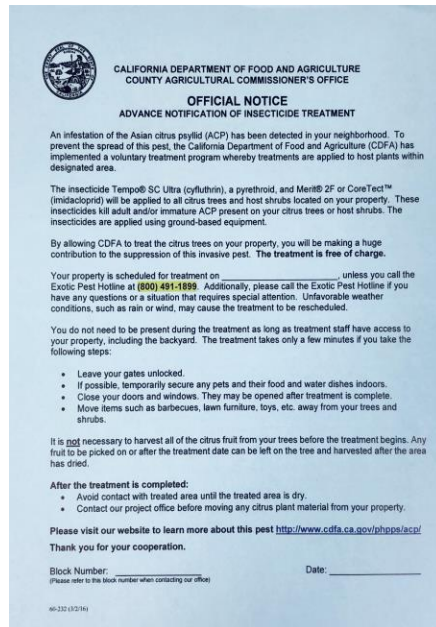 CALIFORNIA DEPARTMENT OF FOOD AND AGRICULTURE
COUNTY AGRICULTURAL COMMISSIONER'S OFFICE
OFFICIAL NOTICE
ADVANCE NOTIFICATION OF INSECTICIDE TREATMENT
An infestation of the Asian citrus psyllid (ACP) has been detected in your neighborhood. To
prevent the spread of this pest, the California Department of Food and Agriculture (CDFA) has
implemented a voluntary treatment program whereby treatments are applied to host plants within
designated area.
The insecticide Tempo® SC Ultra (cyfluthrin), a pyrethroid, and Merit® 2F or CoreTect™
(imidacloprid) will be applied to all citrus trees and host shrubs located on your property. These
insecticides kill adult and/or immature ACP present on your citrus trees or host shrubs. The
insecticides are applied using ground-based equipment.
By allowing CDFA to treat the citrus trees on your property, you will be making a huge
contribution to the suppression of this invasive pest. The treatment is free of charge.
Your property is scheduled for treatment on ____________________, unless you call the
Exotic Pest Hotline at (800) 491-1899. Additionally, please call the Exotic Pest Hotline if you
have any questions or a situation that requires special attention. Unfavorable weather
conditions, such as rain or wind, may cause the treatment to be rescheduled.
You do not need to be present during the treatment as long as treatment staff have access to
your property, including the backyard. The treatment takes only a few minutes if you take the
following steps:
• Leave your gates unlocked.
• If possible, temporarily secure any pets and their food and water dishes indoors.
• Close your doors and windows. They may be opened after treatment is complete.
• Move items such as barbecues, lawn furniture, toys, etc. away from your trees and
shrubs.
It is not necessary to harvest all of the citrus fruit from your trees before the treatment begins. Any
fruit to be picked on or after the treatment date can be left on the tree and harvested after the area
has dried.
After the treatment is completed:
• Avoid contact with treated area until the treated area is dry.
• Contact our project office before moving any citrus plant material from your property.
Please visit our website to learn more about this pest http://www.cdfa.ca.gov/phpps/acp/
Thank you for your cooperation.
Block Number: ______________ Date: ______________
(Please refer to this block number when contacting our office)
60-232 (3/2/16)